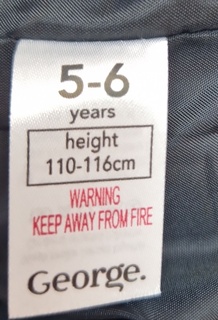 5-6
years
height
110-116cm
WARNING
KEEP AWAY FROM FIRE
George.